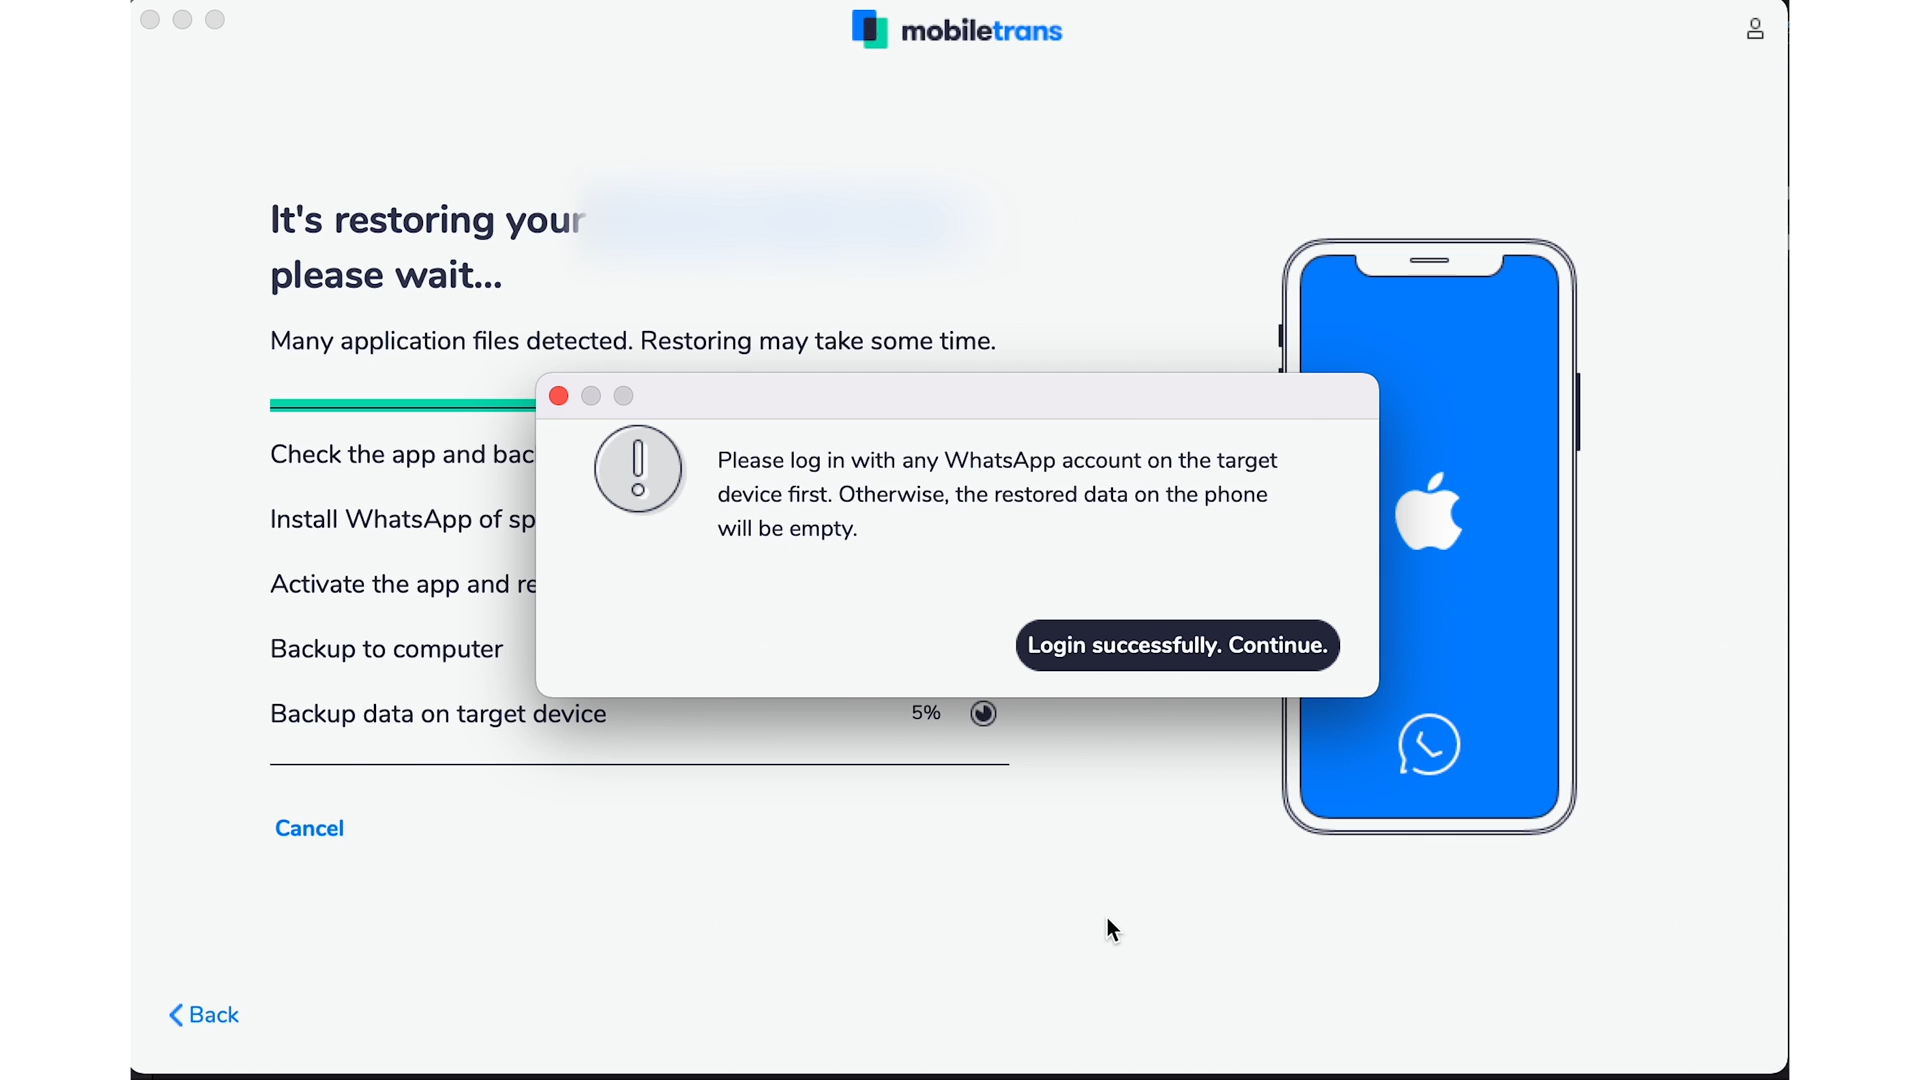 mobiletrans
It's restoring your
please wait...
Many application files detected. Restoring may take some time.
Check the app and bac
Install WhatsApp of sp
Activate the app and re
Backup to computer
Backup data on target device 5%
Please log in with any WhatsApp account on the target
device first. Otherwise, the restored data on the phone
will be empty.
Login successfully. Continue.
Cancel
Back